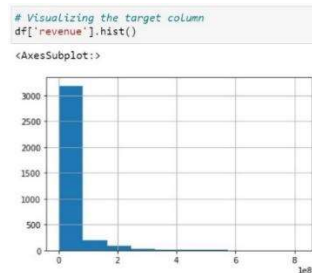 # Visualizing the target column
df['revenue'].hist()
<AxesSubplot:>
3000
2500
2000
1500
1000
500
0
0 2 4 6 8
1e8